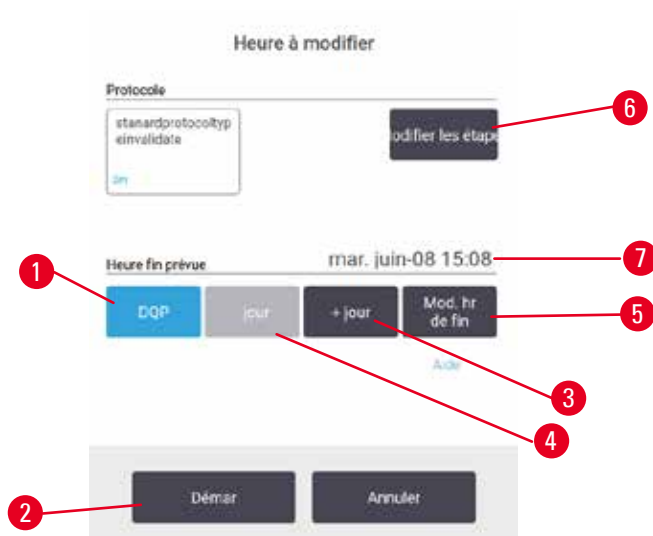 Heure à modifier
Protocole
stanardprotocoltyp
einvalidate
odifier les étap
6
Heure fin prévue
mar. juin-08 15:08
7
1
DQP
jour
+ jour
Mod. hr
de fin
5
Aide
3
4
2
Démar
Annuler